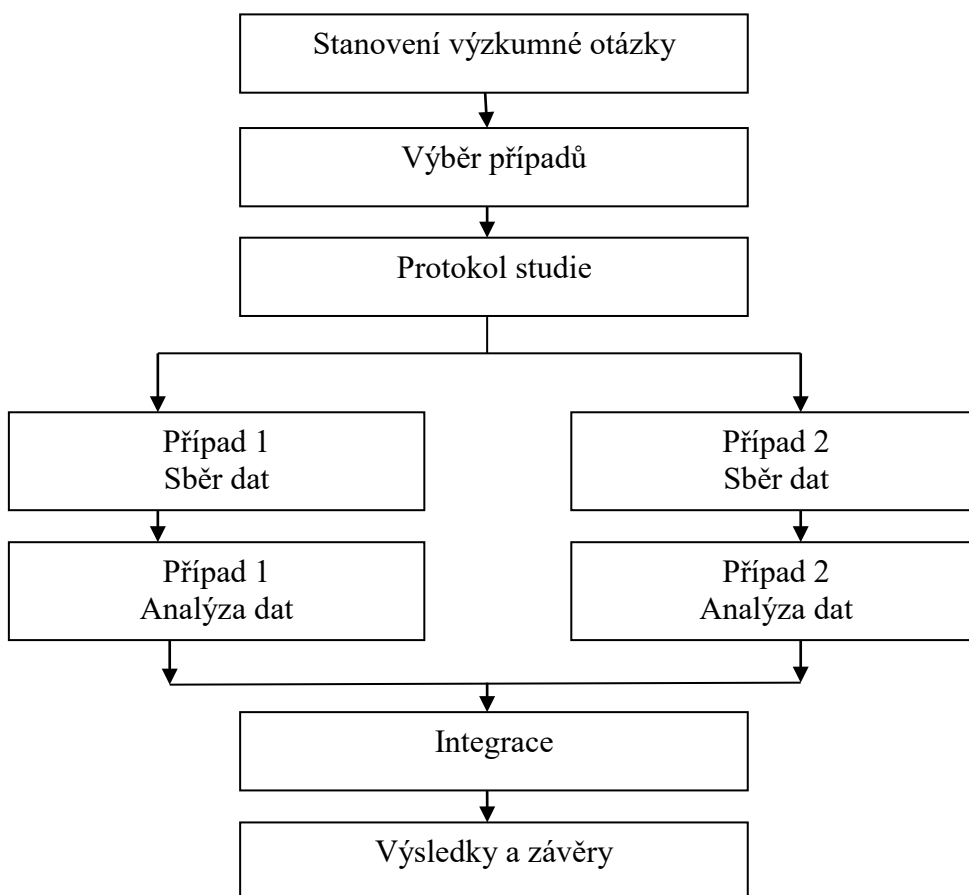 Stanovení výzkumné otázky
Výběr případů
Protokol studie
Případ 1
Sběr dat
Případ 2
Sběr dat
Případ 1
Analýza dat
Případ 2
Analýza dat
Integrace
Výsledky a závěry